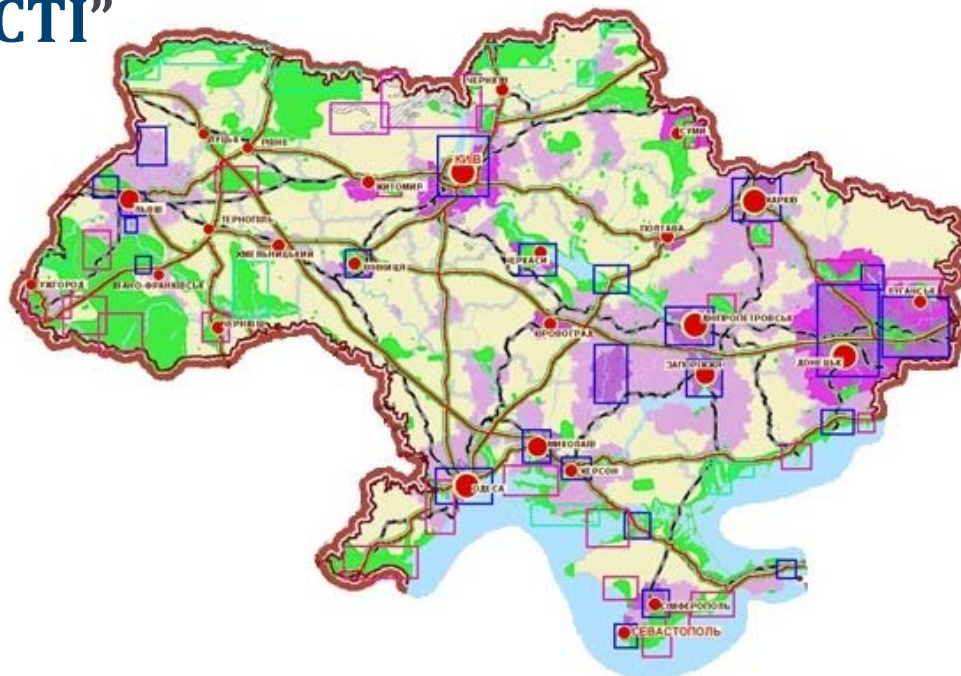 СТІ”
ЧЕРНІГІВ
СУМИ
ЛУЦЬК
РІВНЕ
КИЇВ
ЖИТОМИР
ХАРКІВ
ЛЬВІВ
ТЕРНОПІЛЬ
ПОЛТАВА
ХМЕЛЬНИЦЬКИЙ
ЧЕРКАСИ
ВІННИЦЯ
УЖГОРОД
ІВАНО-ФРАНКІВСЬК
ЛУГАНСЬК
ЧЕРНІВЦІ
ДНІПРОПЕТРОВСЬК
ІРОВОГРАД
ДОНЕЦЬК
ЗАПОРІЖЖЯ
МИКОЛАЇВ
ХЕРСОН
ОДЕСА
СІМФЕРОПОЛЬ
СЕВАСТОПОЛЬ